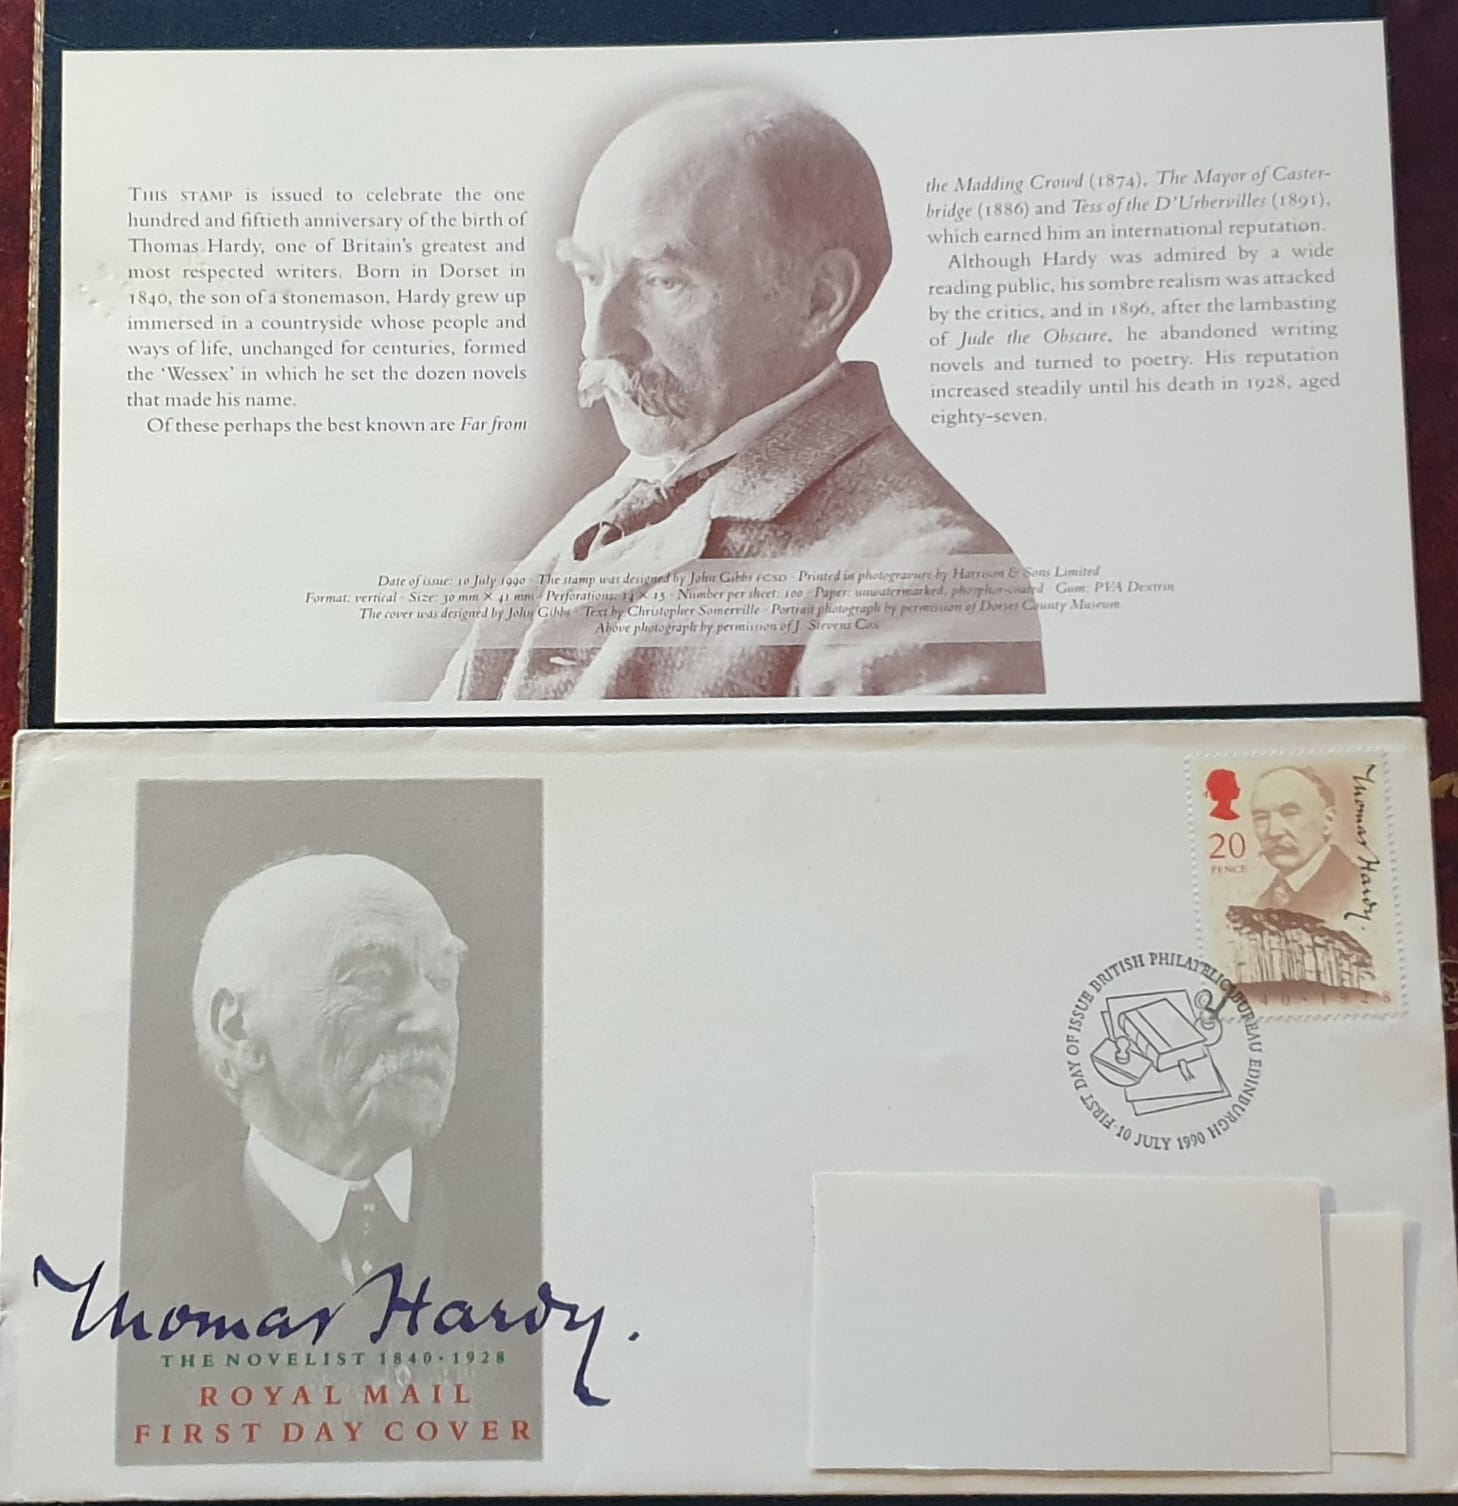 THIS STAMP is issued to celebrate the one
hundred and fiftieth anniversary of the birth of
Thomas Hardy, one of Britain's greatest and
most respected writers. Born in Dorset in
1840, the son of a stonemason, Hardy grew up
immersed in a countryside whose people and
ways of life, unchanged for centuries, formed
the 'Wessex' in which he set the dozen novels
that made his name.
Of these perhaps the best known are Far from
the Madding Crowd (1874), The Mayor of Caster-
bridge (1886) and Tess of the D'Urbervilles (1891),
which earned him an international reputation.
Although Hardy was admired by a wide
reading public, his sombre realism was attacked
by the critics, and in 1896, after the lambasting
of Jude the Obscure, he abandoned writing
novels and turned to poetry. His reputation
increased steadily until his death in 1928, aged
eighty-seven.
Date of issue: 10 July 1990 · The stamp was designed by John Gibbs FCSD · Printed in photogravure by Harrison & Sons Limited
Format: vertical · Size: 30 mm × 41 mm · Perforations: 14 × 15 · Number per sheet: 100 · Paper: unwatermarked, phosphor-coated · Gum: PVA Dextrin
The cover was designed by John Gibbs · Text by Christopher Somerville · Portrait photograph by permission of Dorset County Museum
Above photograph by permission of J. Stevens Cox
20
PENCE
Thomas Hardy.
1840·1928
FIRST DAY OF ISSUE BRITISH PHILATELIC BUREAU EDINBURGH
·10 JULY 1990
Thomas Hardy.
THE NOVELIST 1840·1928
ROYAL MAIL
FIRST DAY COVER